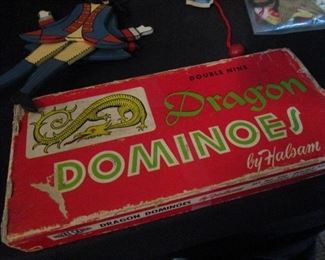 DOUBLE NINE
Dragon
DOMINOES
by Halsam
DRAGON DOMINOES